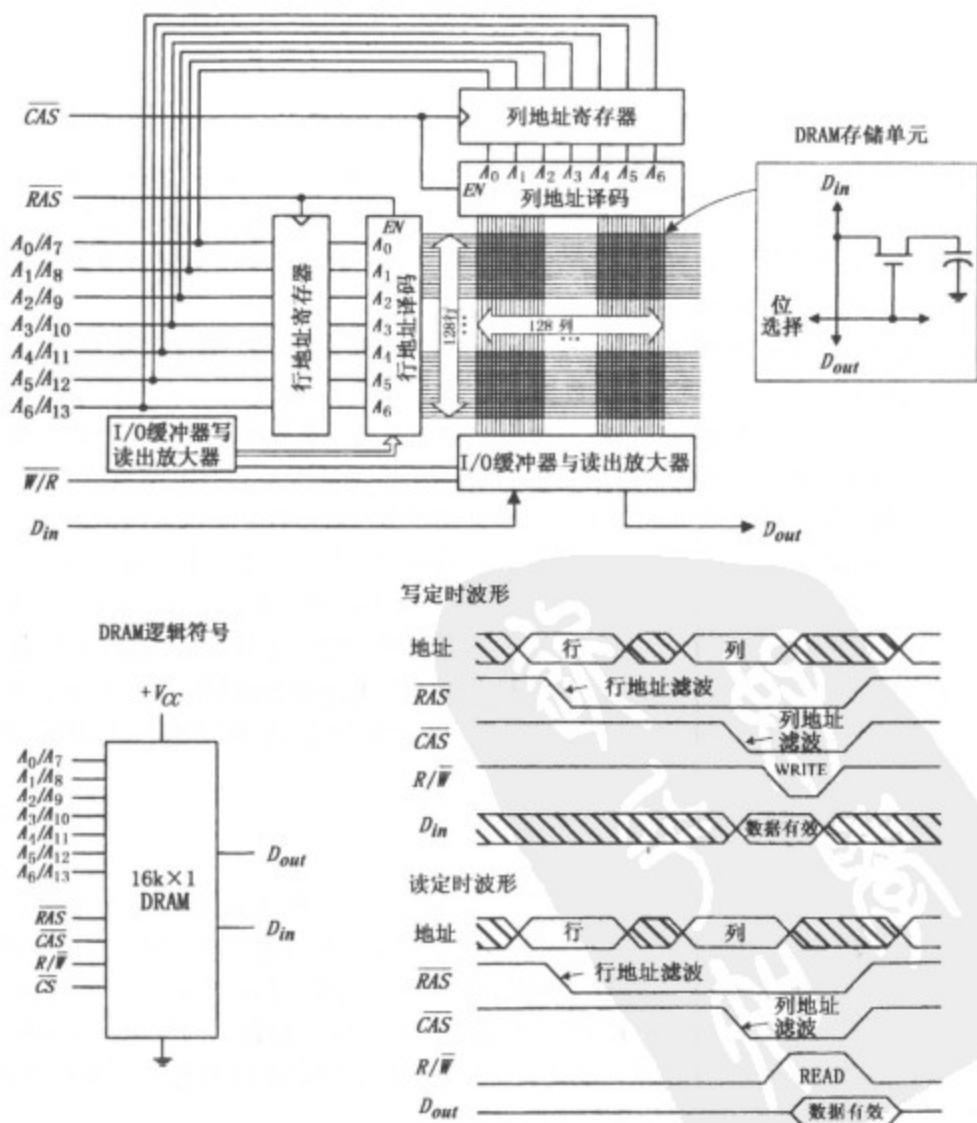 CAS
列地址寄存器
DRAM存储单元
A0 A1 A2 A3 A4 A5 A6
EN
列地址译码
Din
RAS
EN
A0/A7
A1/A8
A2/A9
A3/A10
A4/A11
A5/A12
A6/A13
行地址寄存器
A0
A1
A2
A3
A4
A5
A6
行地址译码
128行
128 列
位
选择
Dout
I/O缓冲器写
读出放大器
I/O缓冲器与读出放大器
W/R
Din
Dout
DRAM逻辑符号
+VCC
A0/A7
A1/A8
A2/A9
A3/A10
A4/A11
A5/A12
A6/A13
RAS
CAS
R/W
CS
16k×1
DRAM
Dout
Din
写定时波形
地址
行
列
RAS
行地址滤波
CAS
列地址
滤波
R/W
WRITE
Din
数据有效
读定时波形
地址
行
列
RAS
行地址滤波
CAS
列地址
滤波
R/W
READ
Dout
数据有效